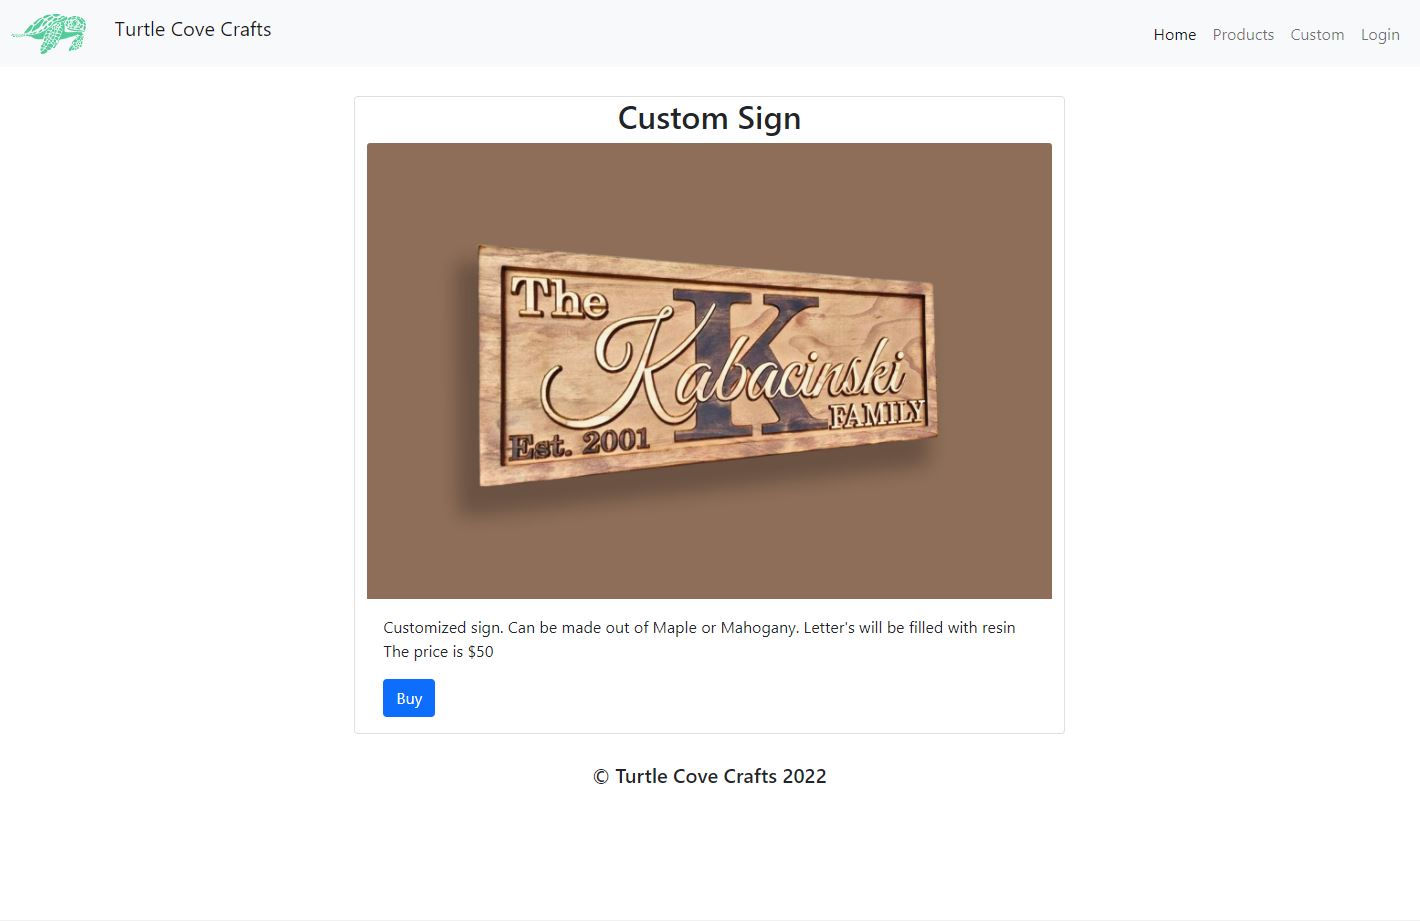 Turtle Cove Crafts
Home Products Custom Login
Custom Sign
The
K
Kabacinski
FAMILY
Est. 2001
Customized sign. Can be made out of Maple or Mahogany. Letter's will be filled with resin
The price is $50
Buy
© Turtle Cove Crafts 2022